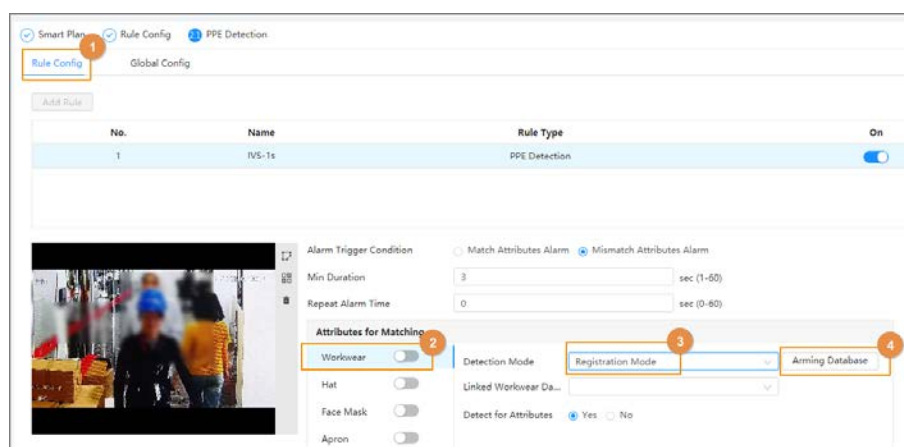 Smart Plan Rule Config 2.1 PPE Detection
1
Rule Config Global Config
Add Rule
No. Name Rule Type On
1 IVS-1s PPE Detection
Alarm Trigger Condition Match Attributes Alarm Mismatch Attributes Alarm
Min Duration 3 sec (1-60)
Repeat Alarm Time 0 sec (0-60)
Attributes for Matching
2 3 4
Workwear Detection Mode Registration Mode Arming Database
Hat Linked Workwear Da...
Face Mask Detect for Attributes Yes No
Apron